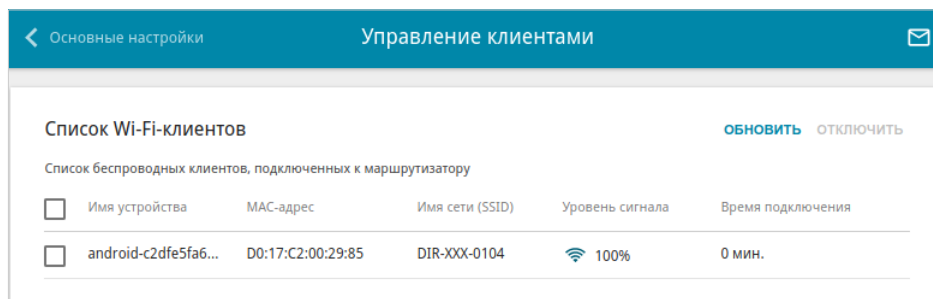 Основные настройки Управление клиентами
Список Wi-Fi-клиентов ОБНОВИТЬ ОТКЛЮЧИТЬ
Список беспроводных клиентов, подключенных к маршрутизатору
Имя устройства MAC-адрес Имя сети (SSID) Уровень сигнала Время подключения
android-c2dfe5fa6... D0:17:C2:00:29:85 DIR-XXX-0104 100% 0 мин.